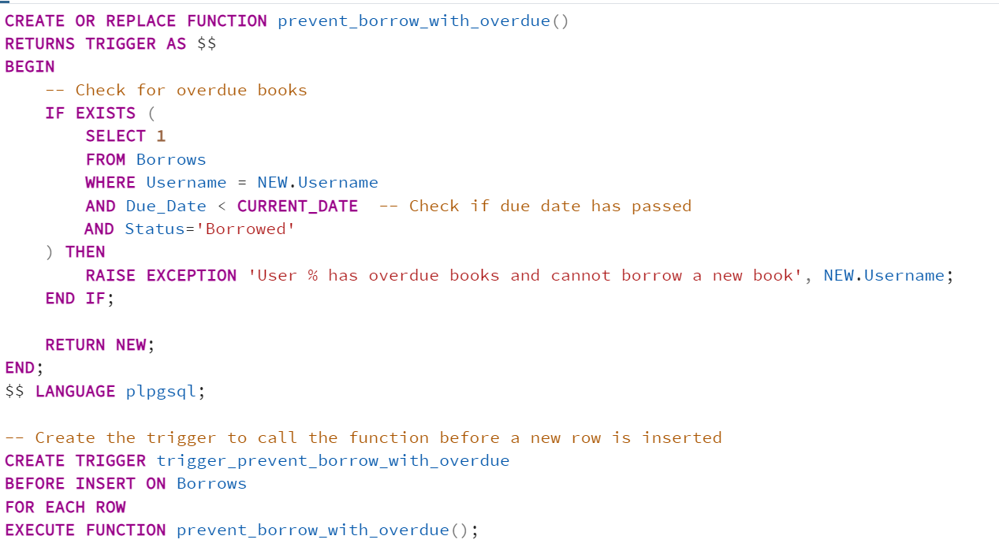 CREATE OR REPLACE FUNCTION prevent_borrow_with_overdue()
RETURNS TRIGGER AS $$
BEGIN
    -- Check for overdue books
    IF EXISTS (
        SELECT 1
        FROM Borrows
        WHERE Username = NEW.Username
        AND Due_Date < CURRENT_DATE  -- Check if due date has passed
        AND Status='Borrowed'
    ) THEN
        RAISE EXCEPTION 'User % has overdue books and cannot borrow a new book', NEW.Username;
    END IF;

    RETURN NEW;
END;
$$ LANGUAGE plpgsql;

-- Create the trigger to call the function before a new row is inserted
CREATE TRIGGER trigger_prevent_borrow_with_overdue
BEFORE INSERT ON Borrows
FOR EACH ROW
EXECUTE FUNCTION prevent_borrow_with_overdue();